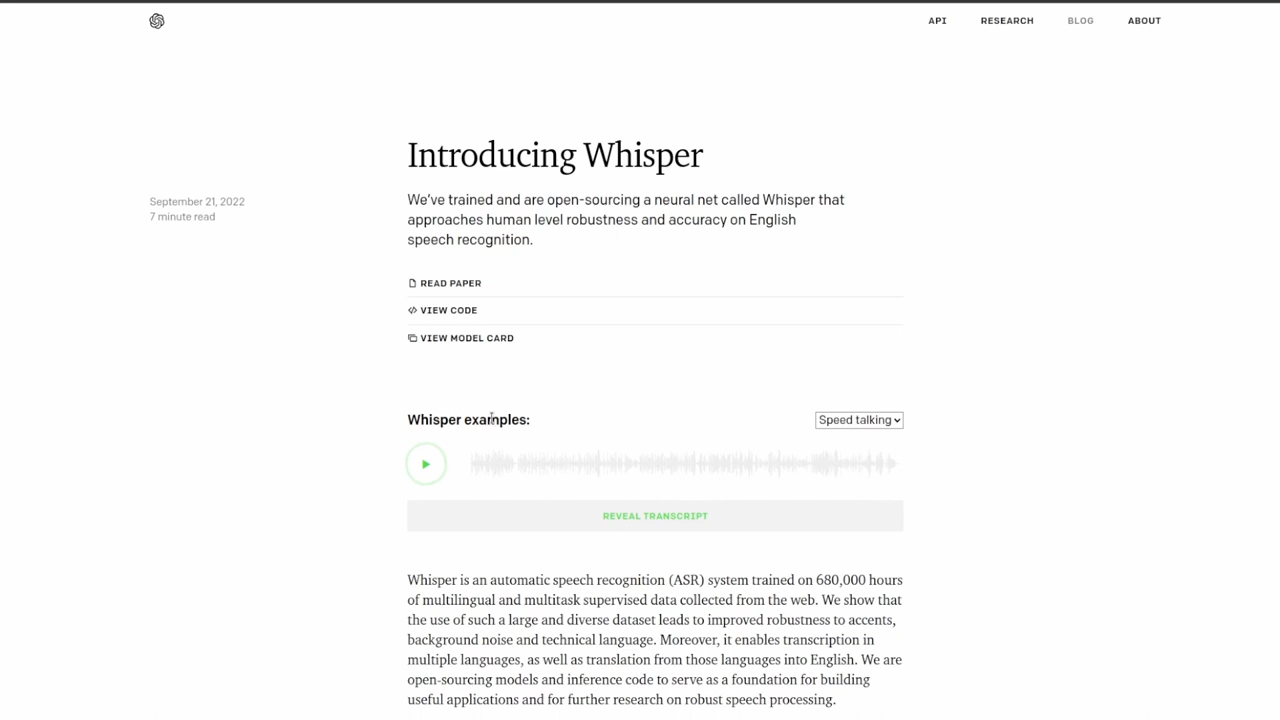 API RESEARCH BLOG ABOUT
Introducing Whisper
September 21, 2022
7 minute read
We’ve trained and are open-sourcing a neural net called Whisper that
approaches human level robustness and accuracy on English
speech recognition.
READ PAPER
VIEW CODE
VIEW MODEL CARD
Whisper examples:
Speed talking
REVEAL TRANSCRIPT
Whisper is an automatic speech recognition (ASR) system trained on 680,000 hours
of multilingual and multitask supervised data collected from the web. We show that
the use of such a large and diverse dataset leads to improved robustness to accents,
background noise and technical language. Moreover, it enables transcription in
multiple languages, as well as translation from those languages into English. We are
open-sourcing models and inference code to serve as a foundation for building
useful applications and for further research on robust speech processing.